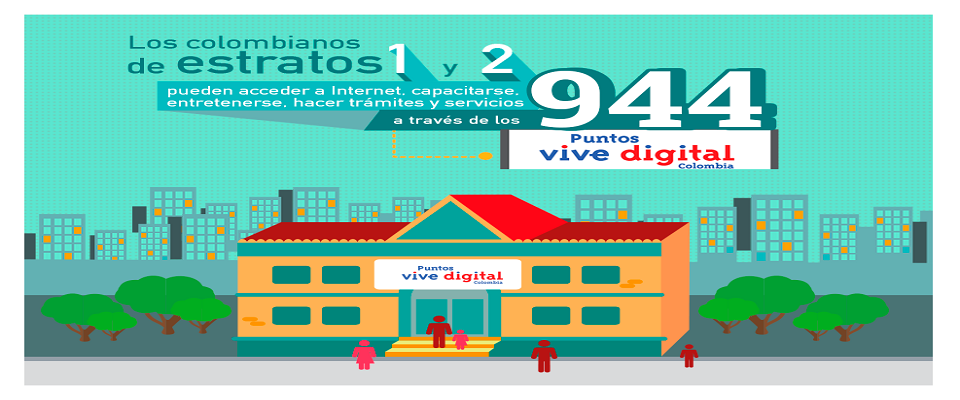 Los colombianos
de estratos 1 y 2
pueden acceder a Internet, capacitarse,
entretenerse, hacer trámites y servicios
a través de los 944
Puntos
vive digital
Colombia
Puntos
vive digital
Colombia